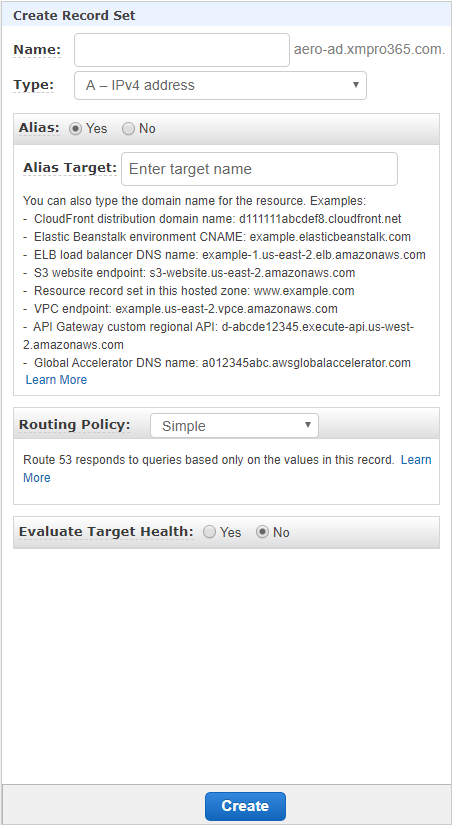 Create Record Set
Name: aero-ad.xmpro365.com.
Type: A – IPv4 address
Alias: Yes No
Alias Target: Enter target name
You can also type the domain name for the resource. Examples:
- CloudFront distribution domain name: d111111abcdef8.cloudfront.net
- Elastic Beanstalk environment CNAME: example.elasticbeanstalk.com
- ELB load balancer DNS name: example-1.us-east-2.elb.amazonaws.com
- S3 website endpoint: s3-website.us-east-2.amazonaws.com
- Resource record set in this hosted zone: www.example.com
- VPC endpoint: example.us-east-2.vpce.amazonaws.com
- API Gateway custom regional API: d-abcde12345.execute-api.us-west-
2.amazonaws.com
- Global Accelerator DNS name: a012345abc.awsglobalaccelerator.com
Learn More
Routing Policy: Simple
Route 53 responds to queries based only on the values in this record. Learn
More
Evaluate Target Health: Yes No
Create